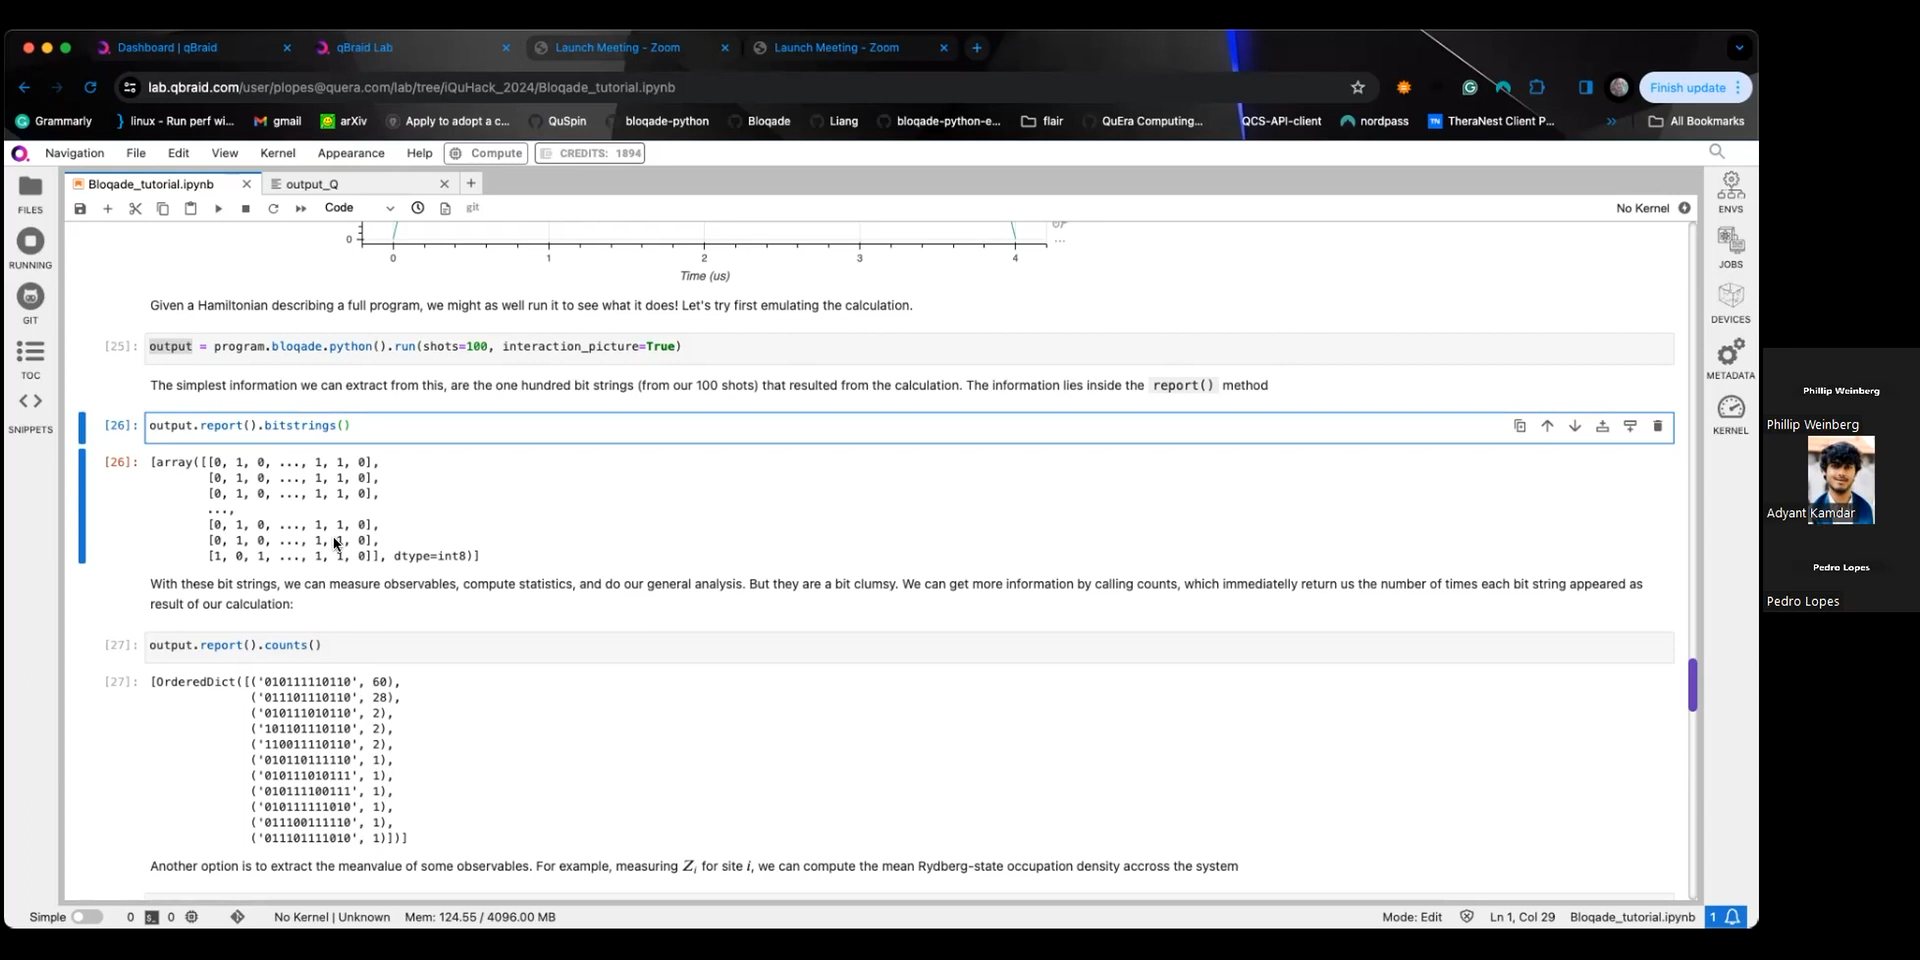 Dashboard | qBraid
qBraid Lab
Launch Meeting - Zoom
Launch Meeting - Zoom
lab.qbraid.com/user/plopes@quera.com/lab/tree/iQuHack_2024/Bloqade_tutorial.ipynb
Finish update
Grammarly
linux - Run perf wi...
gmail
arXiv
Apply to adopt a c...
QuSpin
bloqade-python
Bloqade
Liang
bloqade-python-e...
flair
QuEra Computing...
QCS-API-client
nordpass
TheraNest Client P...
All Bookmarks
Navigation File Edit View Kernel Appearance Help Compute CREDITS: 1894
Bloqade_tutorial.ipynb
output_Q
Code
git
No Kernel
FILES
RUNNING
GIT
TOC
SNIPPETS
0
0 1 2 3 4
Time (us)
Given a Hamiltonian describing a full program, we might as well run it to see what it does! Let's try first emulating the calculation.
[25]: output = program.bloqade.python().run(shots=100, interaction_picture=True)
The simplest information we can extract from this, are the one hundred bit strings (from our 100 shots) that resulted from the calculation. The information lies inside the report() method
[26]: output.report().bitstrings()
[26]: [array([[0, 1, 0, ..., 1, 1, 0],
[0, 1, 0, ..., 1, 1, 0],
[0, 1, 0, ..., 1, 1, 0],
...,
[0, 1, 0, ..., 1, 1, 0],
[0, 1, 0, ..., 1, 1, 0],
[1, 0, 1, ..., 1, 1, 0]], dtype=int8)]
With these bit strings, we can measure observables, compute statistics, and do our general analysis. But they are a bit clumsy. We can get more information by calling counts, which immediatelly return us the number of times each bit string appeared as
result of our calculation:
[27]: output.report().counts()
[27]: [OrderedDict([('010111110110', 60),
('011101110110', 28),
('010111010110', 2),
('101101110110', 2),
('110011110110', 2),
('010110111110', 1),
('010111010111', 1),
('010111100111', 1),
('010111111010', 1),
('011100111110', 1),
('011101111010', 1)])]
Another option is to extract the meanvalue of some observables. For example, measuring Zi for site i, we can compute the mean Rydberg-state occupation density accross the system
ENVS
JOBS
DEVICES
METADATA
KERNEL
Simple 0 0 No Kernel | Unknown Mem: 124.55 / 4096.00 MB Mode: Edit Ln 1, Col 29 Bloqade_tutorial.ipynb 1
Phillip Weinberg
Phillip Weinberg
Adyant Kamdar
Pedro Lopes
Pedro Lopes